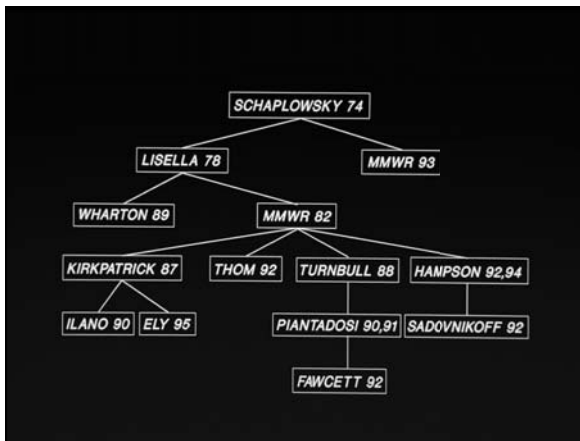 SCHAPLOWSKY 74
LISELLA 78
MMWR 93
WHARTON 89
MMWR 82
KIRKPATRICK 87
THOM 92
TURNBULL 88
HAMPSON 92,94
ILANO 90
ELY 95
PIANTADOSI 90,91
SADOVNIKOFF 92
FAWCETT 92